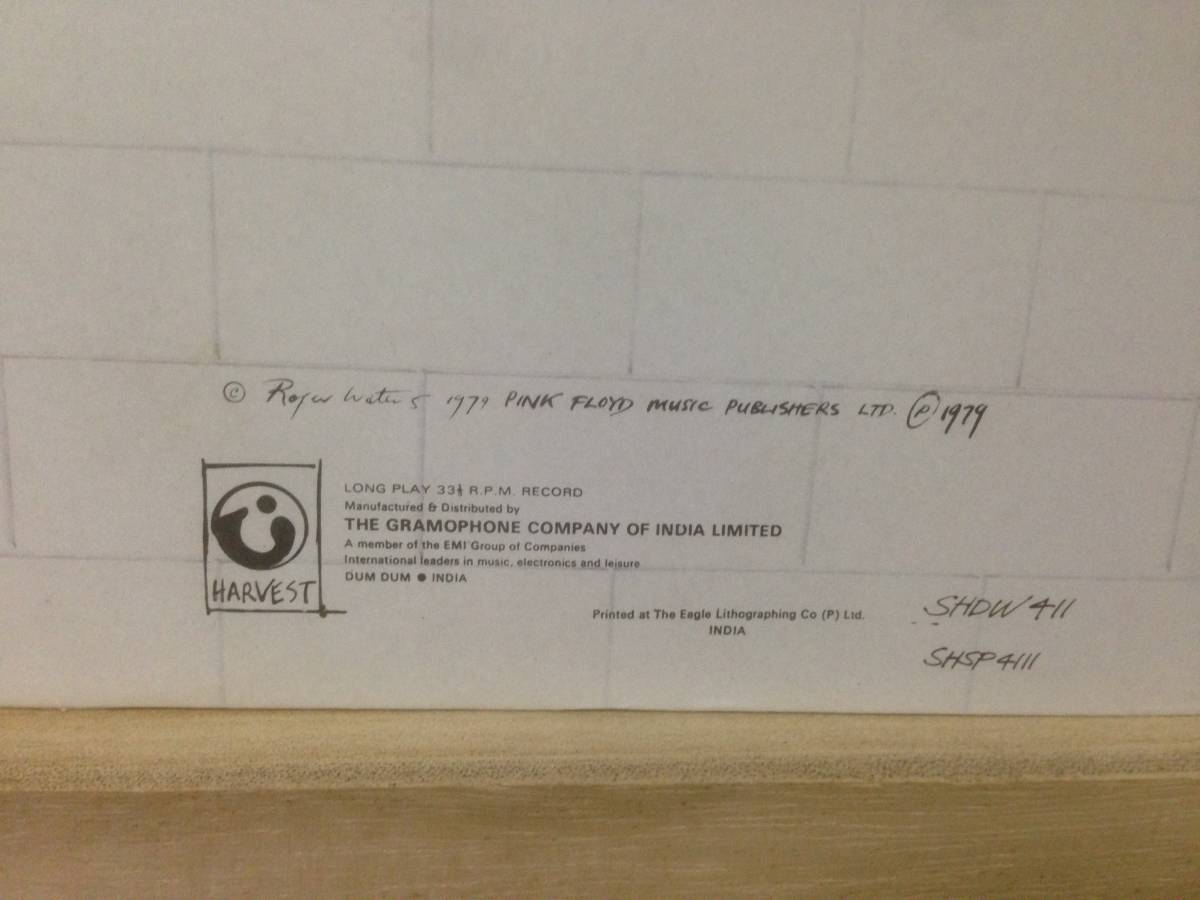 © Roger Waters 1979 PINK FLOYD MUSIC PUBLISHERS LTD. ℗ 1979
HARVEST
LONG PLAY 33⅓ R.P.M. RECORD
Manufactured & Distributed by
THE GRAMOPHONE COMPANY OF INDIA LIMITED
A member of the EMI Group of Companies
International leaders in music, electronics and leisure
DUM DUM ● INDIA
Printed at The Eagle Lithographing Co (P) Ltd.
INDIA
SHDW 411
SHSP 4111